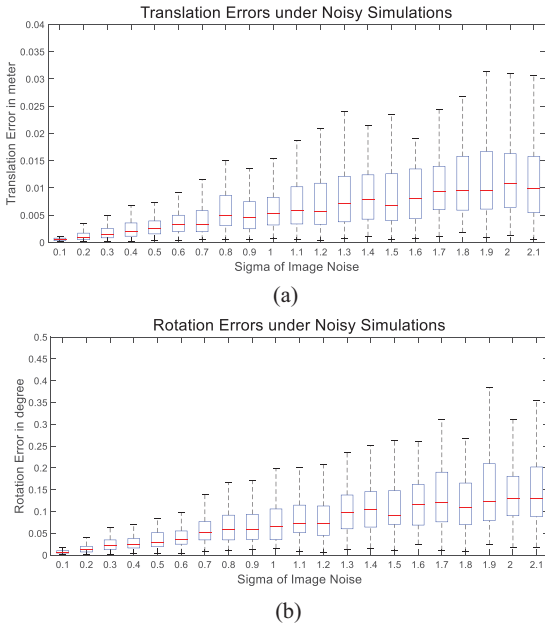 Translation Errors under Noisy Simulations
0.04
0.035
0.03
0.025
0.02
0.015
0.01
0.005
0
Translation Error in meter
0.1 0.2 0.3 0.4 0.5 0.6 0.7 0.8 0.9 1 1.1 1.2 1.3 1.4 1.5 1.6 1.7 1.8 1.9 2 2.1
Sigma of Image Noise
(a)
Rotation Errors under Noisy Simulations
0.5
0.45
0.4
0.35
0.3
0.25
0.2
0.15
0.1
0.05
0
Rotation Error in degree
0.1 0.2 0.3 0.4 0.5 0.6 0.7 0.8 0.9 1 1.1 1.2 1.3 1.4 1.5 1.6 1.7 1.8 1.9 2 2.1
Sigma of Image Noise
(b)